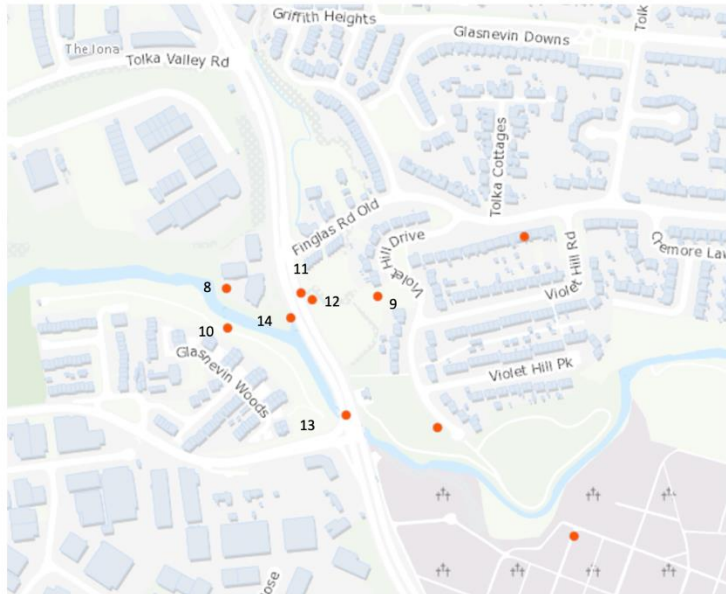 Griffith Heights
Toll
The Iona
Tolka Valley Rd
Glasnevin Downs
Tolka Cottages
Finglas Rd Old
Violet Hill Drive
Violet Hill Rd
Cremore Law
11
8
12
9
14
10
Glasnevin Woods
Violet Hill Pk
13
ose